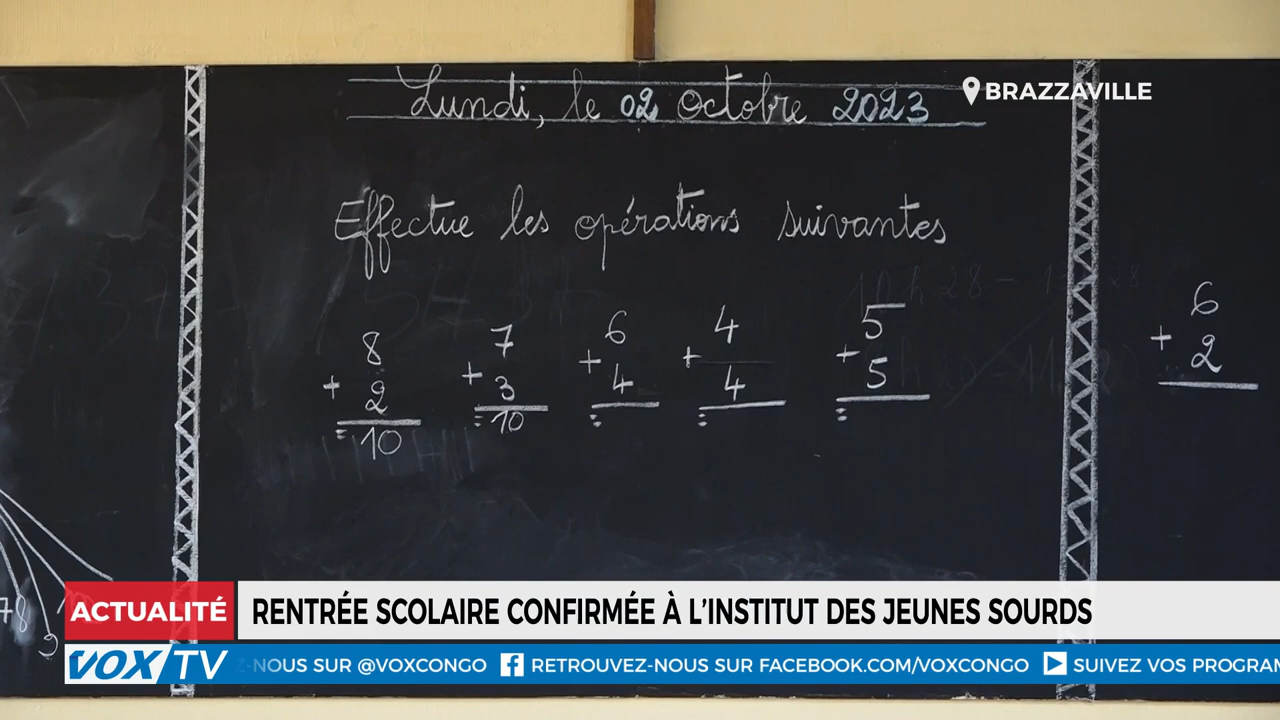 Lundi, le 02 Octobre 2023
BRAZZAVILLE
Effectue les opérations suivantes
8
+ 2
= 10
7
+ 3
= 10
6
+ 4
=
4
+ 4
=
5
+ 5
=
6
+ 2
ACTUALITÉ
RENTRÉE SCOLAIRE CONFIRMÉE À L'INSTITUT DES JEUNES SOURDS
VOX TV
-NOUS SUR @VOXCONGO
RETROUVEZ-NOUS SUR FACEBOOK.COM/VOXCONGO
SUIVEZ VOS PROGRAM